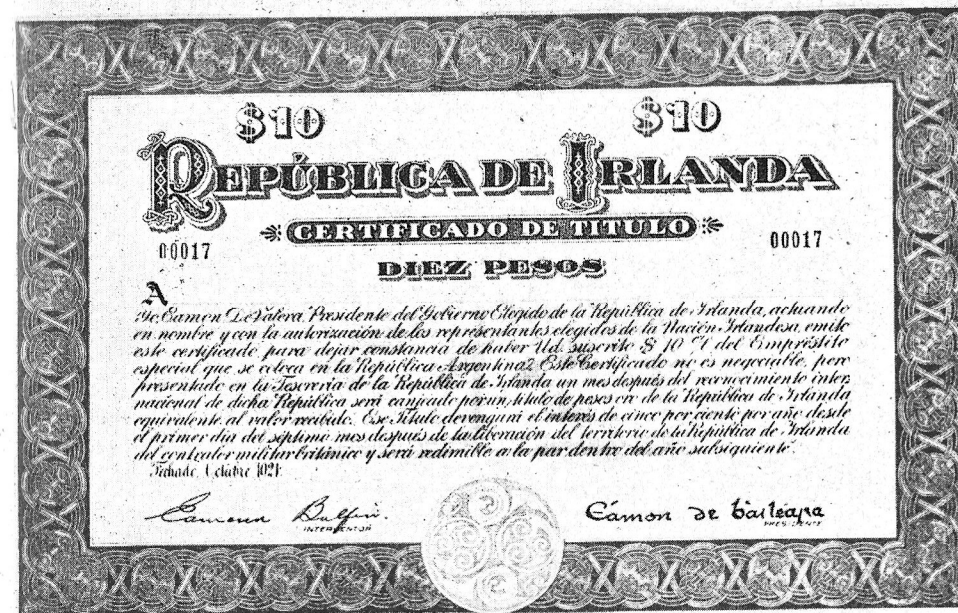 $10 $10
REPÚBLICA DE IRLANDA
CERTIFICADO DE TITULO
00017 00017
DIEZ PESOS
A
Yo, Eamon De Valera, Presidente del Gobierno Elegido de la República de Irlanda, actuando
en nombre y con la autorización de los representantes elegidos de la Nación Irlandesa, emito
este certificado para dejar constancia de haber Ud. suscrito $ 10 del Empréstito
especial que se coloca en la República Argentina. Este Certificado no es negociable, pero
presentado en la Tesorería de la República de Irlanda un mes después del reconocimiento inter
nacional de dicha República será canjeado por un título de pesos oro de la República de Irlanda
equivalente al valor recibido. Ese Título devengará el interés de cinco por ciento por año desde
el primer día del séptimo mes después de la liberación del territorio de la República de Irlanda
del contralor militar británico y será redimible a la par dentro del año subsiguiente.
Fechado, Octubre 1921
Eamonn Bulfin. Éamon de Bailéara
INTERVENTOR PRESIDENTE